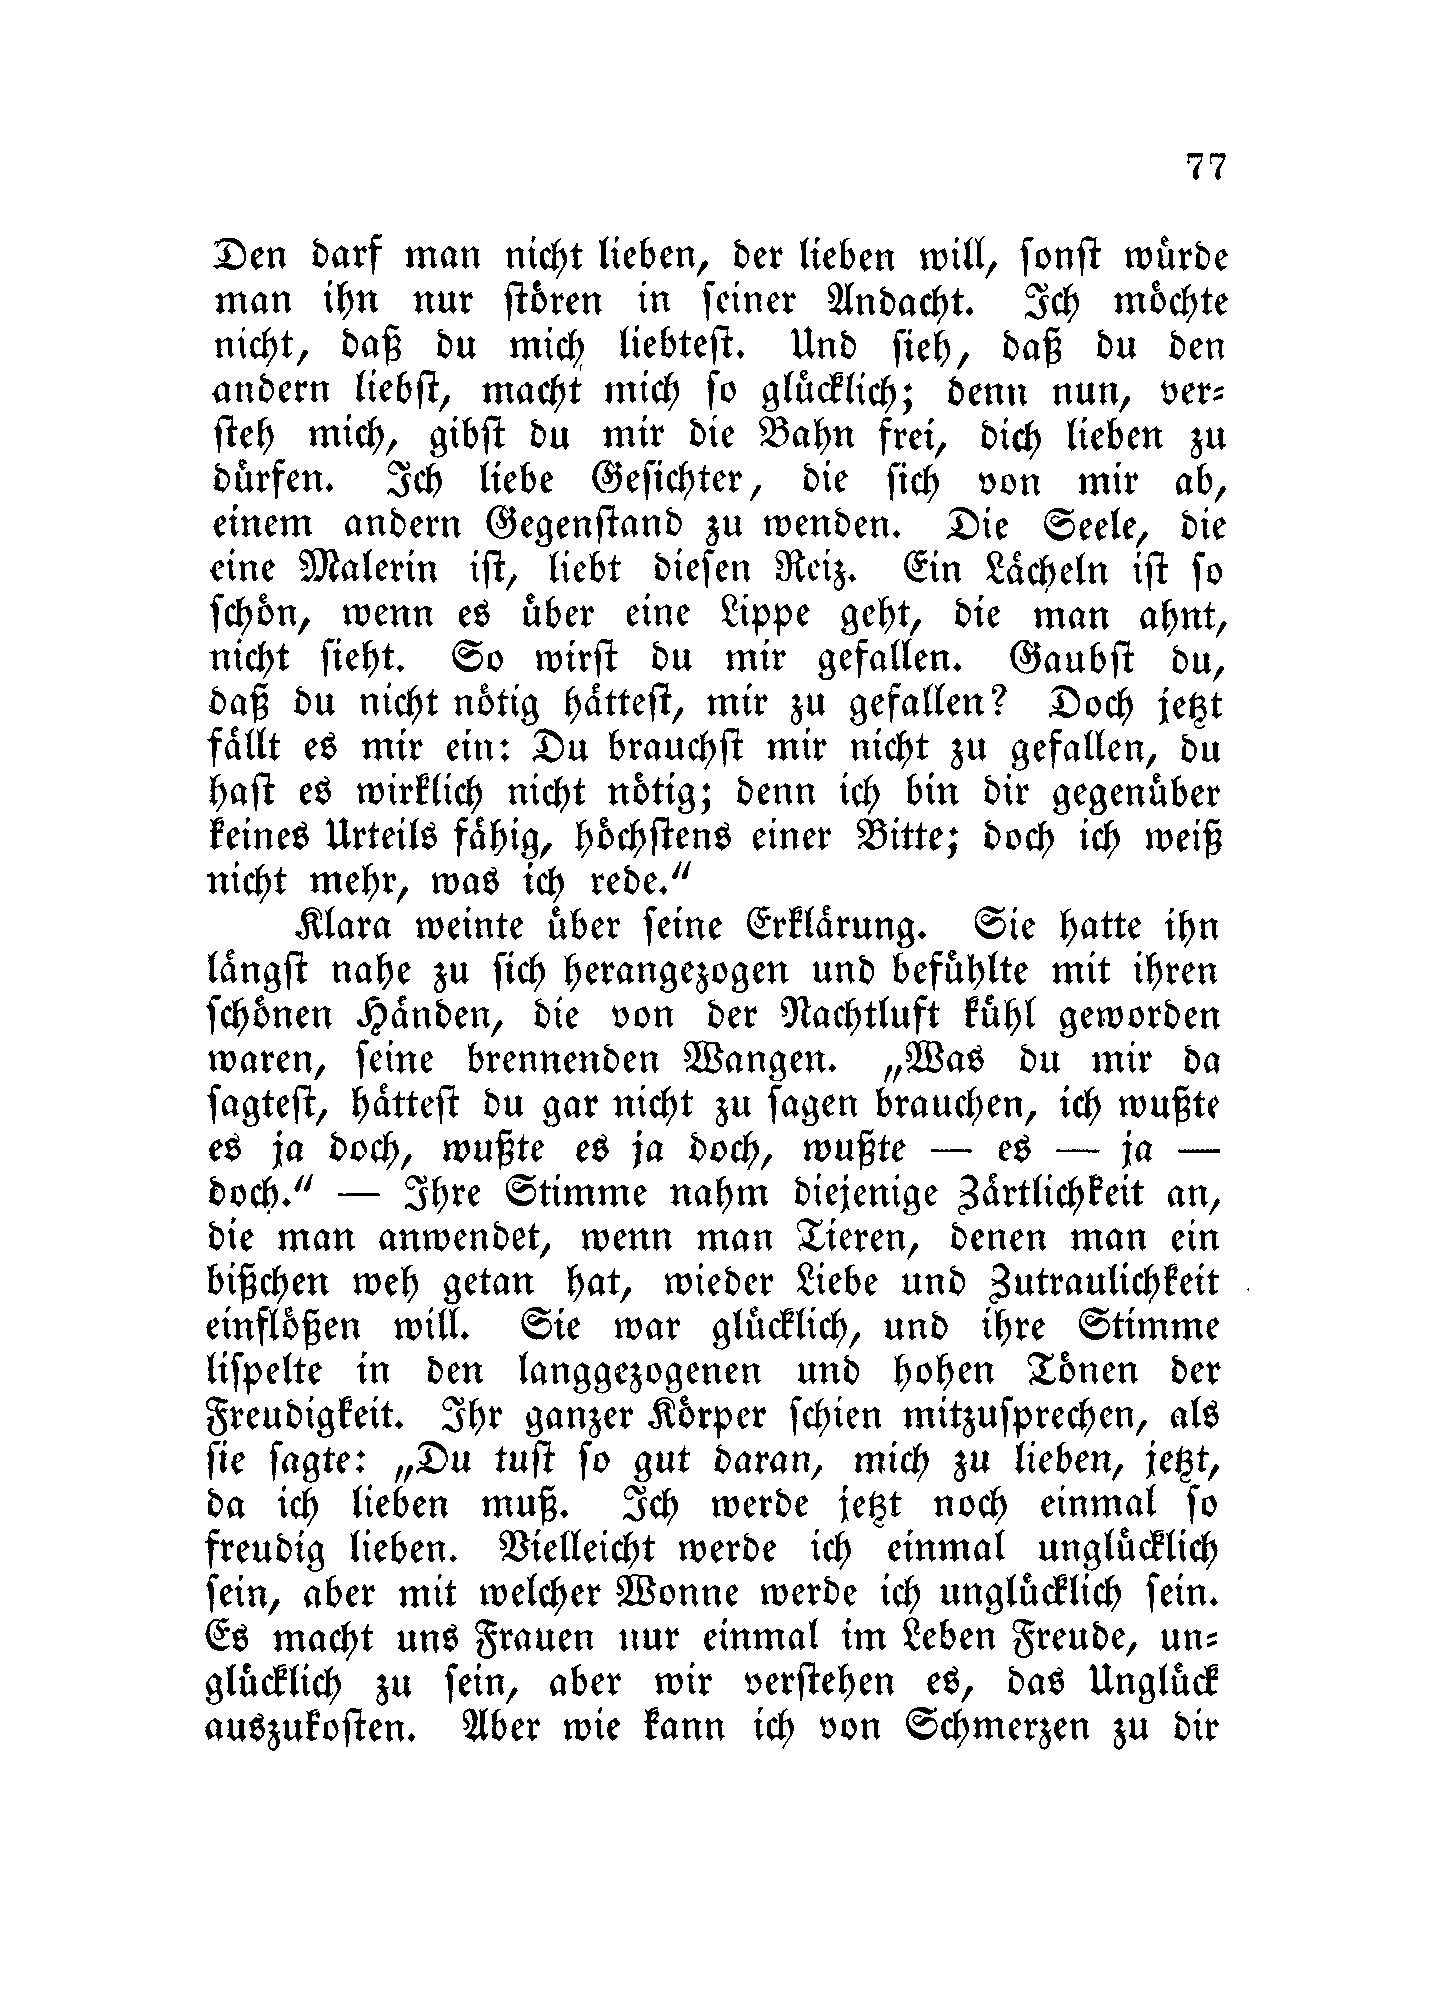 77
Den darf man nicht lieben, der lieben will, sonst würde
man ihn nur stören in seiner Andacht. Ich möchte
nicht, daß du mich liebtest. Und sieh, daß du den
andern liebst, macht mich so glücklich; denn nun, ver-
steh mich, gibst du mir die Bahn frei, dich lieben zu
dürfen. Ich liebe Gesichter, die sich von mir ab,
einem andern Gegenstand zu wenden. Die Seele, die
eine Malerin ist, liebt diesen Reiz. Ein Lächeln ist so
schön, wenn es über eine Lippe geht, die man ahnt,
nicht sieht. So wirst du mir gefallen. Gaubst du,
daß du nicht nötig hättest, mir zu gefallen? Doch jetzt
fällt es mir ein: Du brauchst mir nicht zu gefallen, du
hast es wirklich nicht nötig; denn ich bin dir gegenüber
keines Urteils fähig, höchstens einer Bitte; doch ich weiß
nicht mehr, was ich rede.“
Klara weinte über seine Erklärung. Sie hatte ihn
längst nahe zu sich herangezogen und befühlte mit ihren
schönen Händen, die von der Nachtluft kühl geworden
waren, seine brennenden Wangen. „Was du mir da
sagtest, hättest du gar nicht zu sagen brauchen, ich wußte
es ja doch, wußte es ja doch, wußte — es — ja —
doch.“ — Ihre Stimme nahm diejenige Zärtlichkeit an,
die man anwendet, wenn man Tieren, denen man ein
bißchen weh getan hat, wieder Liebe und Zutraulichkeit
einflößen will. Sie war glücklich, und ihre Stimme
lispelte in den langgezogenen und hohen Tönen der
Freudigkeit. Ihr ganzer Körper schien mitzusprechen, als
sie sagte: „Du tust so gut daran, mich zu lieben, jetzt,
da ich lieben muß. Ich werde jetzt noch einmal so
freudig lieben. Vielleicht werde ich einmal unglücklich
sein, aber mit welcher Wonne werde ich unglücklich sein.
Es macht uns Frauen nur einmal im Leben Freude, un-
glücklich zu sein, aber wir verstehen es, das Unglück
auszukosten. Aber wie kann ich von Schmerzen zu dir